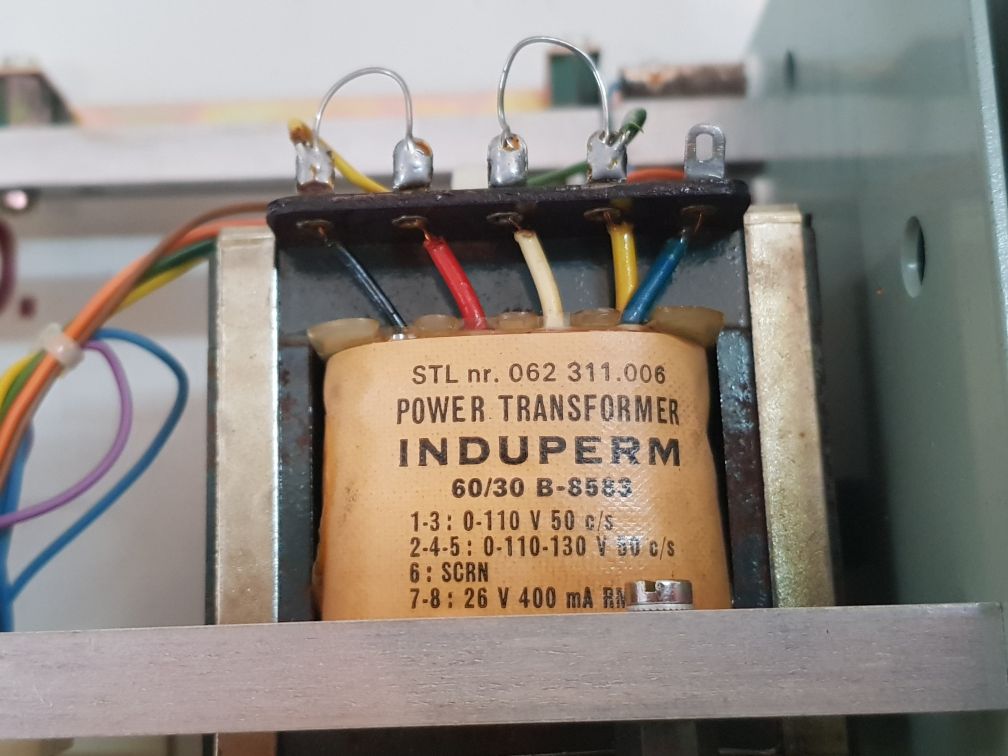 STL nr. 062 311.006
POWER TRANSFORMER
INDUPERM
60/30 B-8583
1-3: 0-110 V 50 c/s
2-4-5: 0-110-130 V 50 c/s
6: SCRN
7-8: 26 V 400 mA